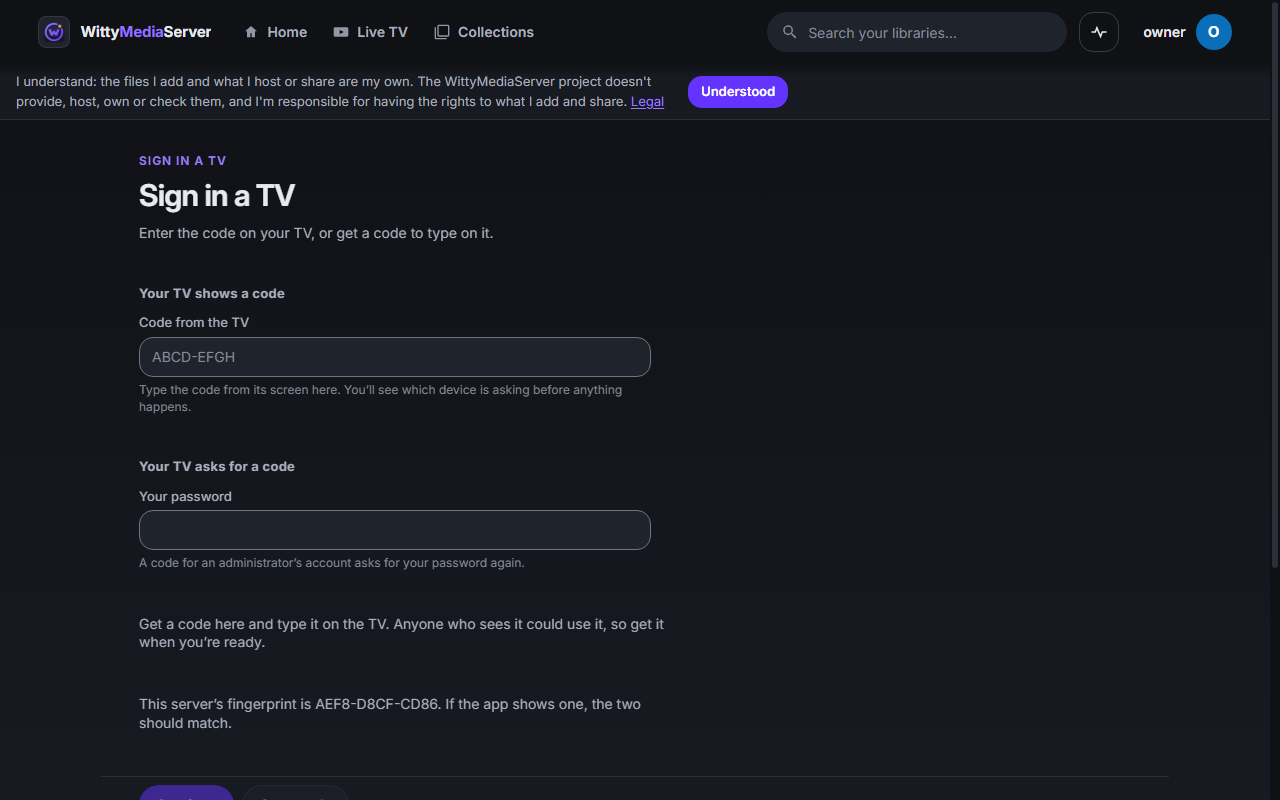 WittyMediaServer
Home
Live TV
Collections
Search your libraries...
owner
O
I understand: the files I add and what I host or share are my own. The WittyMediaServer project doesn't
provide, host, own or check them, and I'm responsible for having the rights to what I add and share. Legal
Understood
SIGN IN A TV
Sign in a TV
Enter the code on your TV, or get a code to type on it.
Your TV shows a code
Code from the TV
ABCD-EFGH
Type the code from its screen here. You’ll see which device is asking before anything
happens.
Your TV asks for a code
Your password
A code for an administrator’s account asks for your password again.
Get a code here and type it on the TV. Anyone who sees it could use it, so get it
when you’re ready.
This server’s fingerprint is AEF8-D8CF-CD86. If the app shows one, the two
should match.